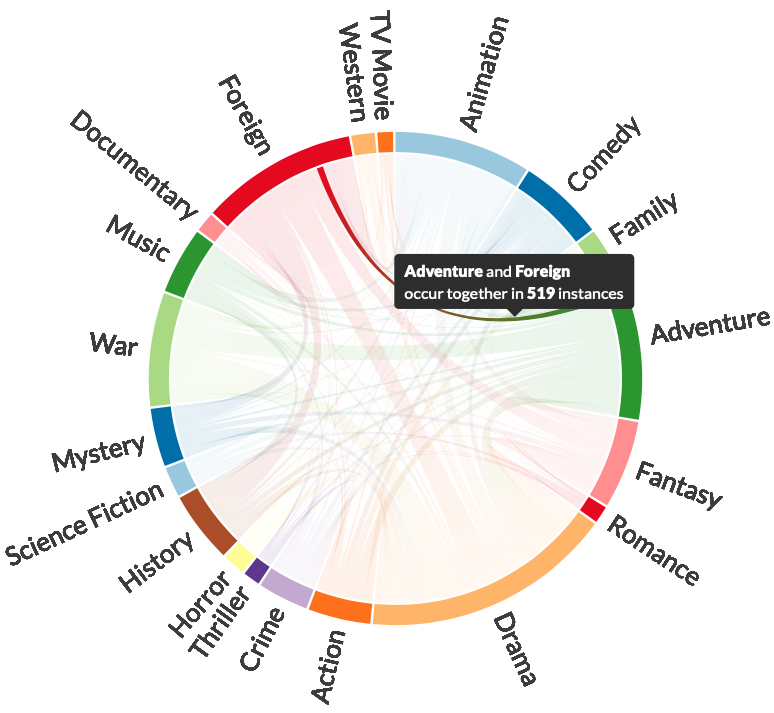 TV Movie
Animation
Comedy
Family
Adventure
Fantasy
Romance
Drama
Action
Crime
Thriller
Horror
History
Science Fiction
Mystery
War
Music
Documentary
Foreign
Western
Adventure and Foreign
occur together in 519 instances